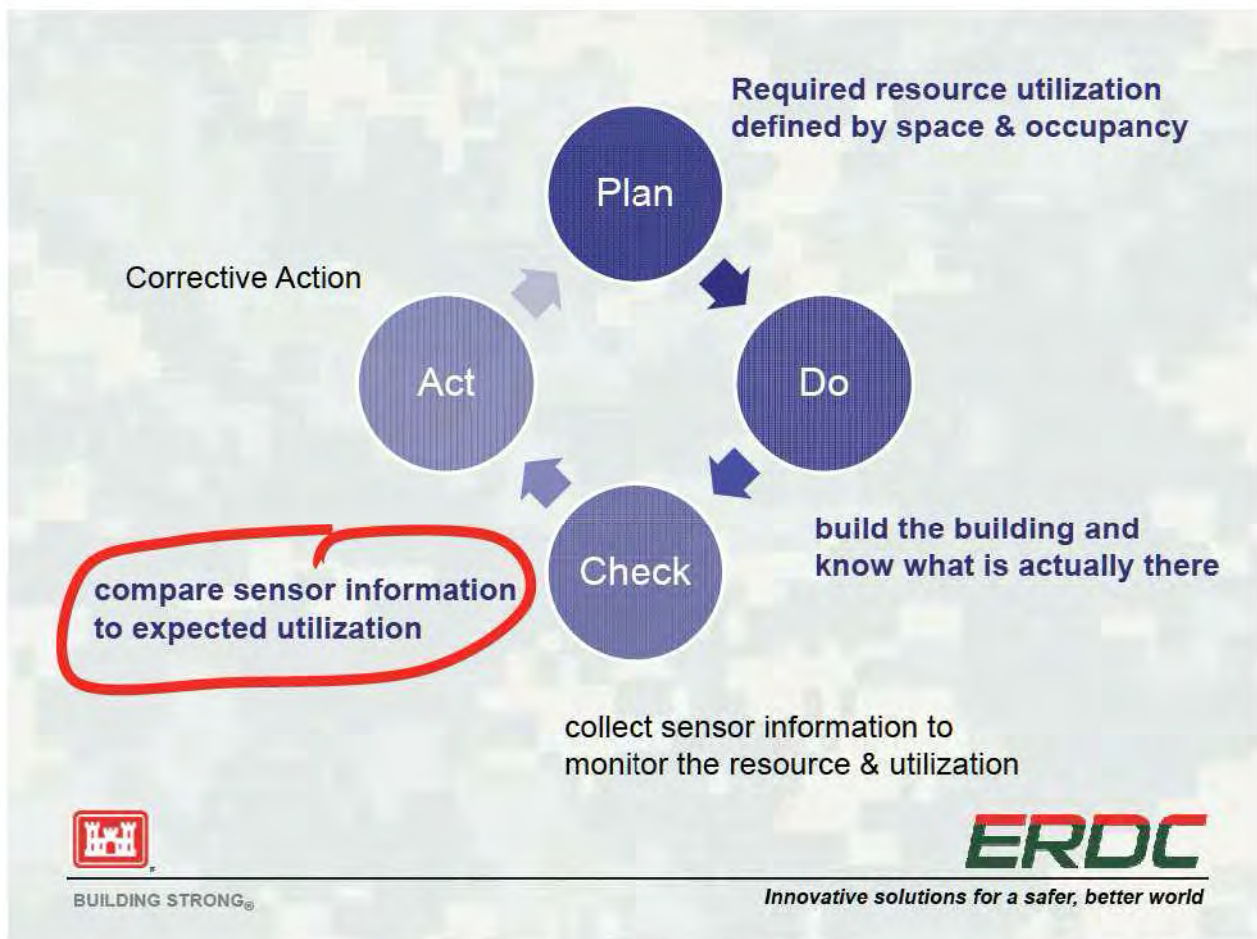 Required resource utilization
defined by space & occupancy
Plan
Corrective Action
Act
Do
build the building and
know what is actually there
Check
compare sensor information
to expected utilization
collect sensor information to
monitor the resource & utilization
ERDC
BUILDING STRONG®
Innovative solutions for a safer, better world